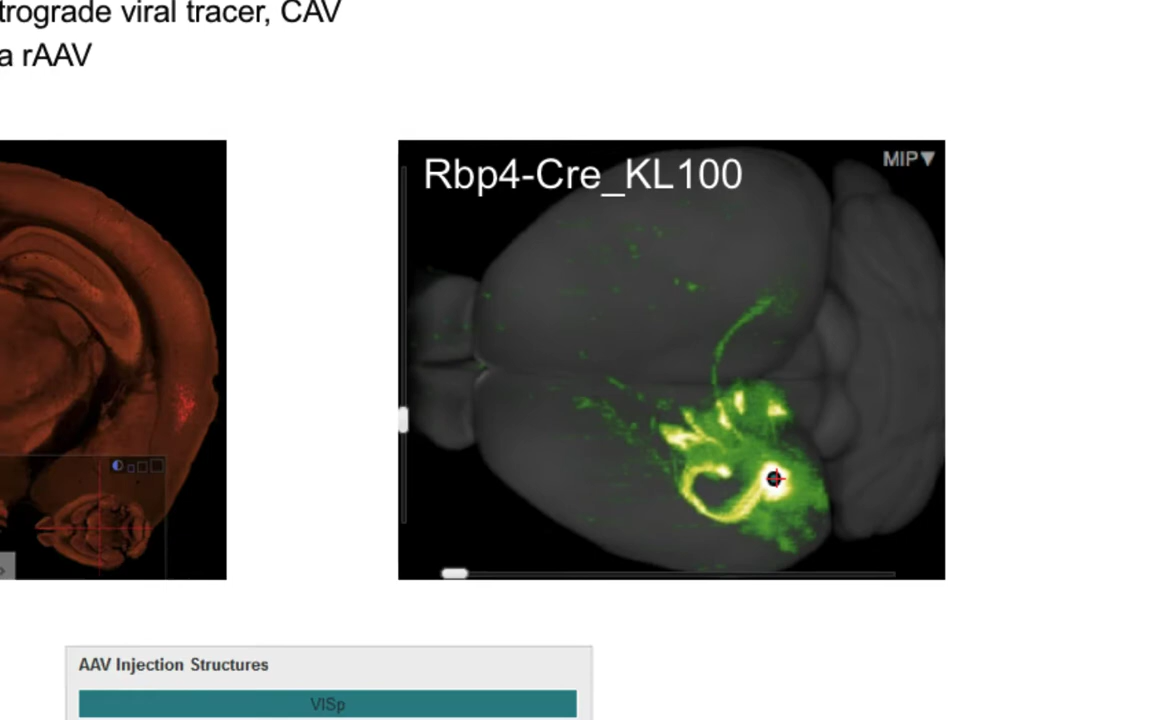 trograde viral tracer, CAV
a rAAV
Rbp4-Cre_KL100
MIP▼
AAV Injection Structures
VISp